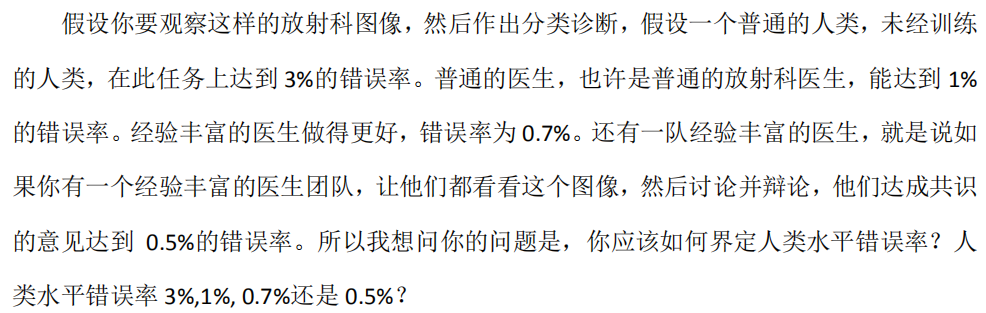 假设你要观察这样的放射科图像，然后作出分类诊断，假设一个普通的人类，未经训练
的人类，在此任务上达到 3%的错误率。普通的医生，也许是普通的放射科医生，能达到 1%
的错误率。经验丰富的医生做得更好，错误率为 0.7%。还有一队经验丰富的医生，就是说如
果你有一个经验丰富的医生团队，让他们都看看这个图像，然后讨论并辩论，他们达成共识
的意见达到 0.5%的错误率。所以我想问你的问题是，你应该如何界定人类水平错误率？人
类水平错误率 3%,1%, 0.7%还是 0.5%？